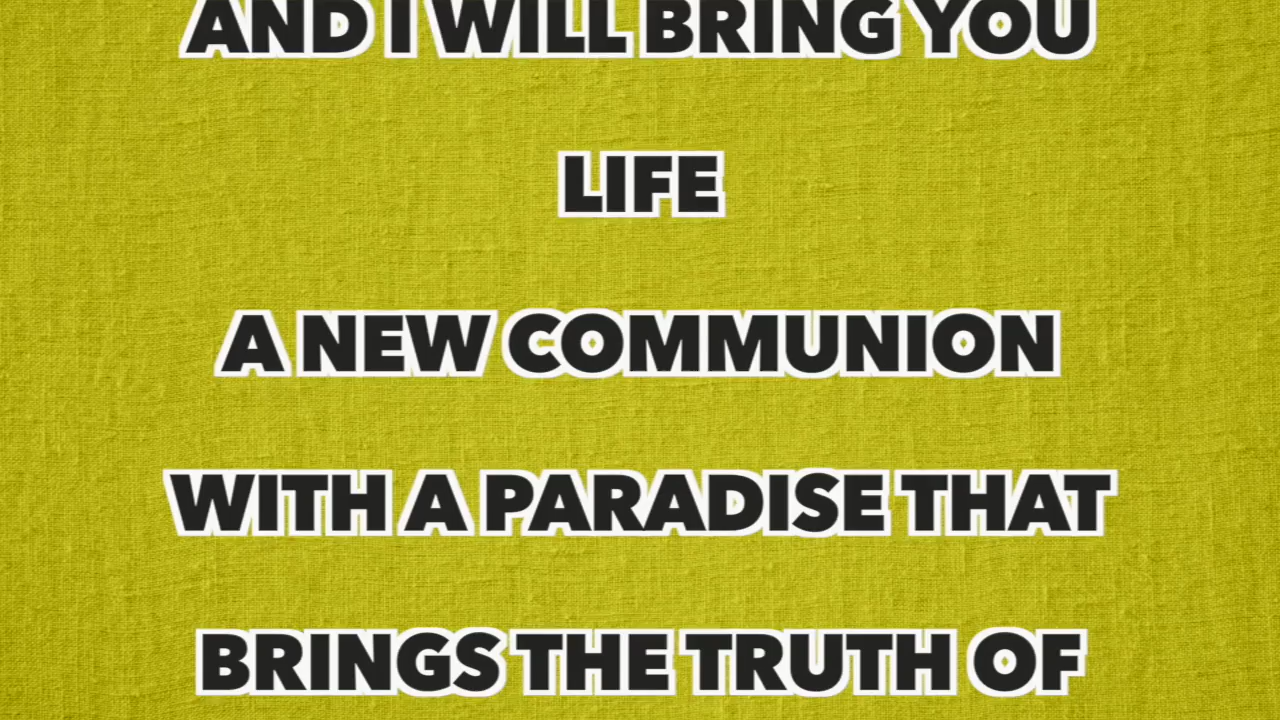 AND I WILL BRING YOU
LIFE
A NEW COMMUNION
WITH A PARADISE THAT
BRINGS THE TRUTH OF